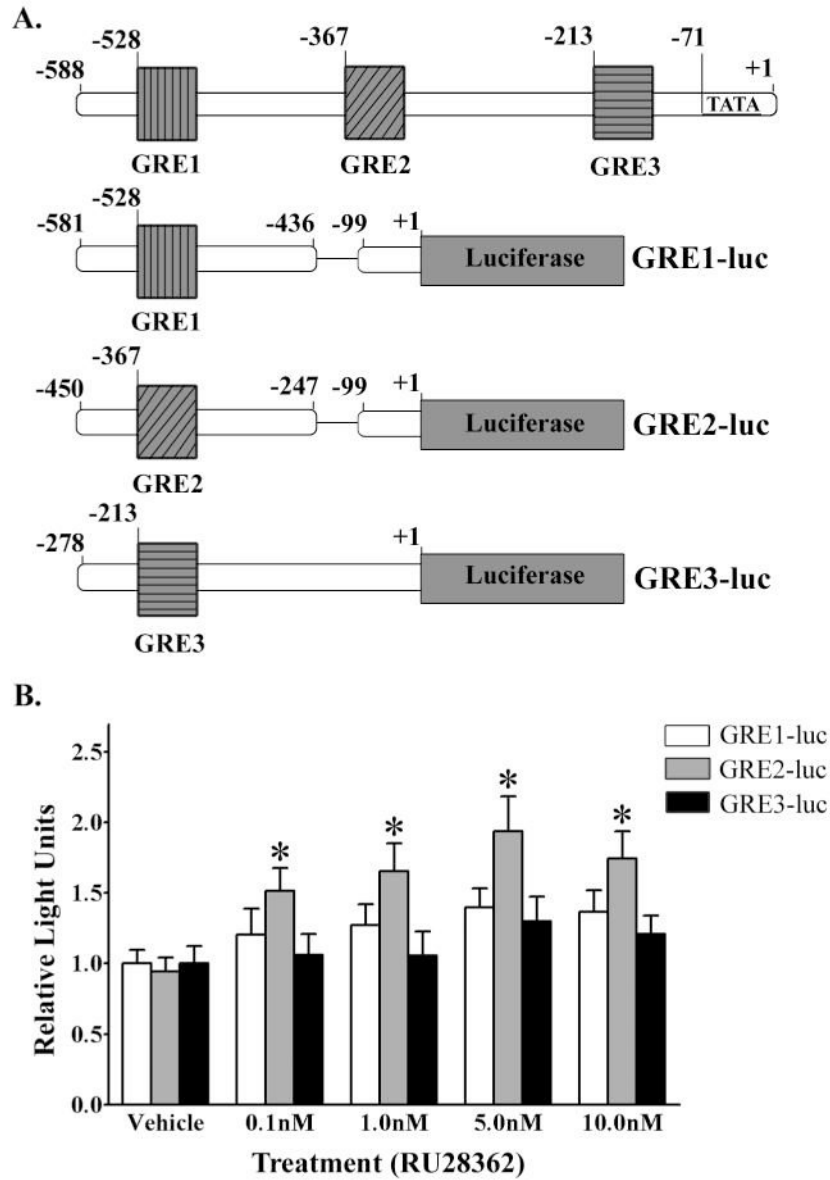 A.
-588 -528 -367 -213 -71 +1
TATA
GRE1 GRE2 GRE3
-581 -528 -436 -99 +1
Luciferase GRE1-luc
GRE1
-450 -367 -247 -99 +1
Luciferase GRE2-luc
GRE2
-278 -213 +1
Luciferase GRE3-luc
GRE3
B.
GRE1-luc
GRE2-luc
GRE3-luc
Relative Light Units
2.5
2.0
1.5
1.0
0.5
0.0
* * * *
Vehicle 0.1nM 1.0nM 5.0nM 10.0nM
Treatment (RU28362)